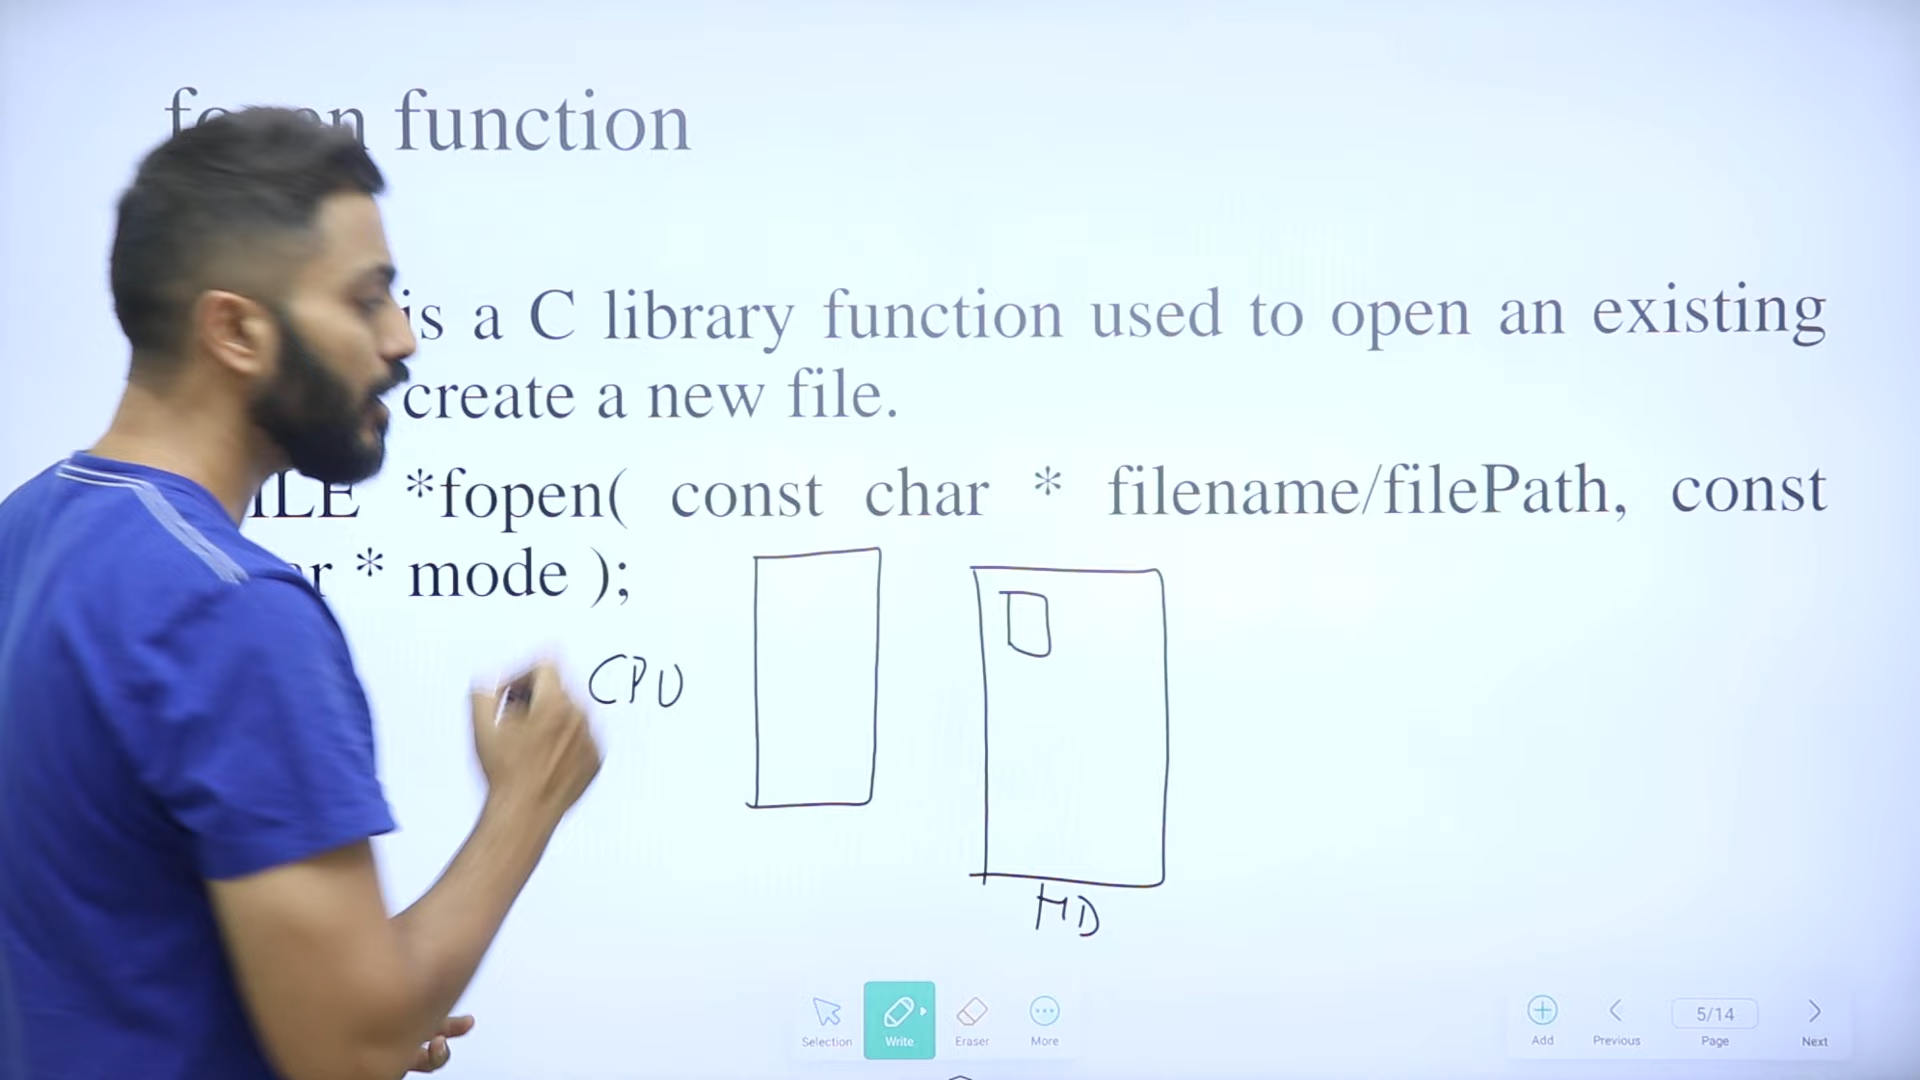 function
is a C library function used to open an existing
create a new file.
*fopen( const char * filename/filePath, const
* mode );
CPU
HD
Selection Write Eraser More
Add Previous 5/14 Page Next